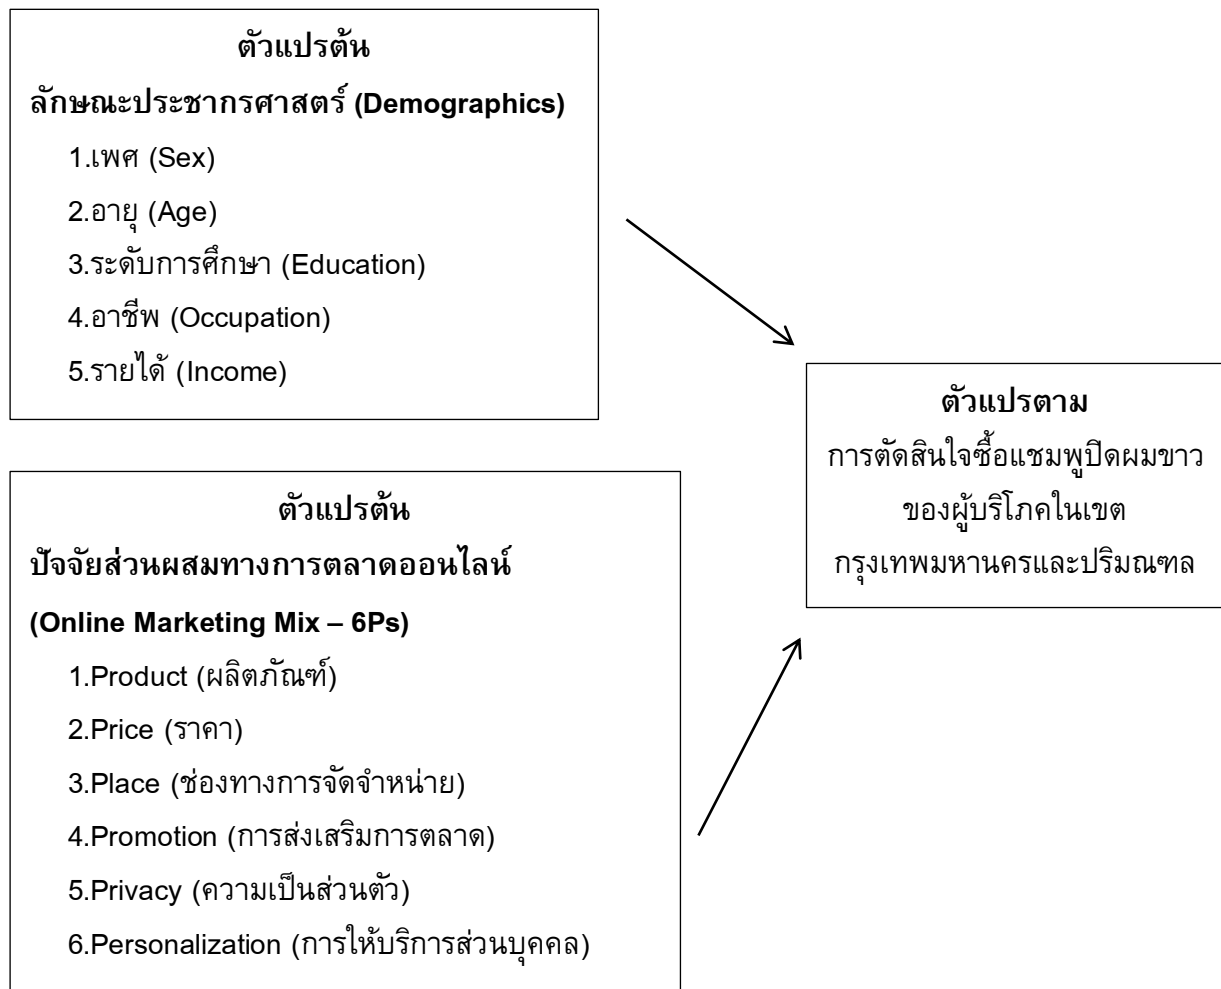 ตัวแปรต้น
ลักษณะประชากรศาสตร์ (Demographics)
1.เพศ (Sex)
2.อายุ (Age)
3.ระดับการศึกษา (Education)
4.อาชีพ (Occupation)
5.รายได้ (Income)
ตัวแปรต้น
ปัจจัยส่วนผสมทางการตลาดออนไลน์
(Online Marketing Mix – 6Ps)
1.Product (ผลิตภัณฑ์)
2.Price (ราคา)
3.Place (ช่องทางการจัดจำหน่าย)
4.Promotion (การส่งเสริมการตลาด)
5.Privacy (ความเป็นส่วนตัว)
6.Personalization (การให้บริการส่วนบุคคล)
ตัวแปรตาม
การตัดสินใจซื้อแชมพูปิดผมขาว
ของผู้บริโภคในเขต
กรุงเทพมหานครและปริมณฑล